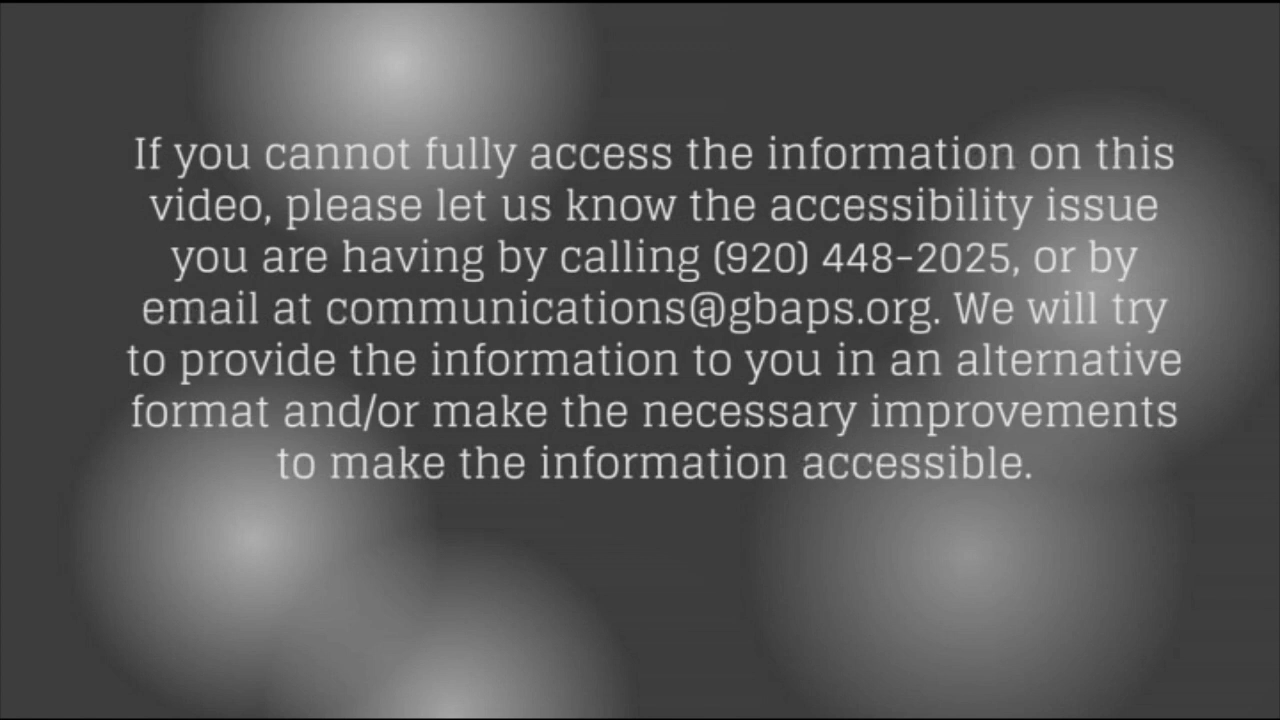 If you cannot fully access the information on this
video, please let us know the accessibility issue
you are having by calling (920) 448-2025, or by
email at communications@gbaps.org. We will try
to provide the information to you in an alternative
format and/or make the necessary improvements
to make the information accessible.